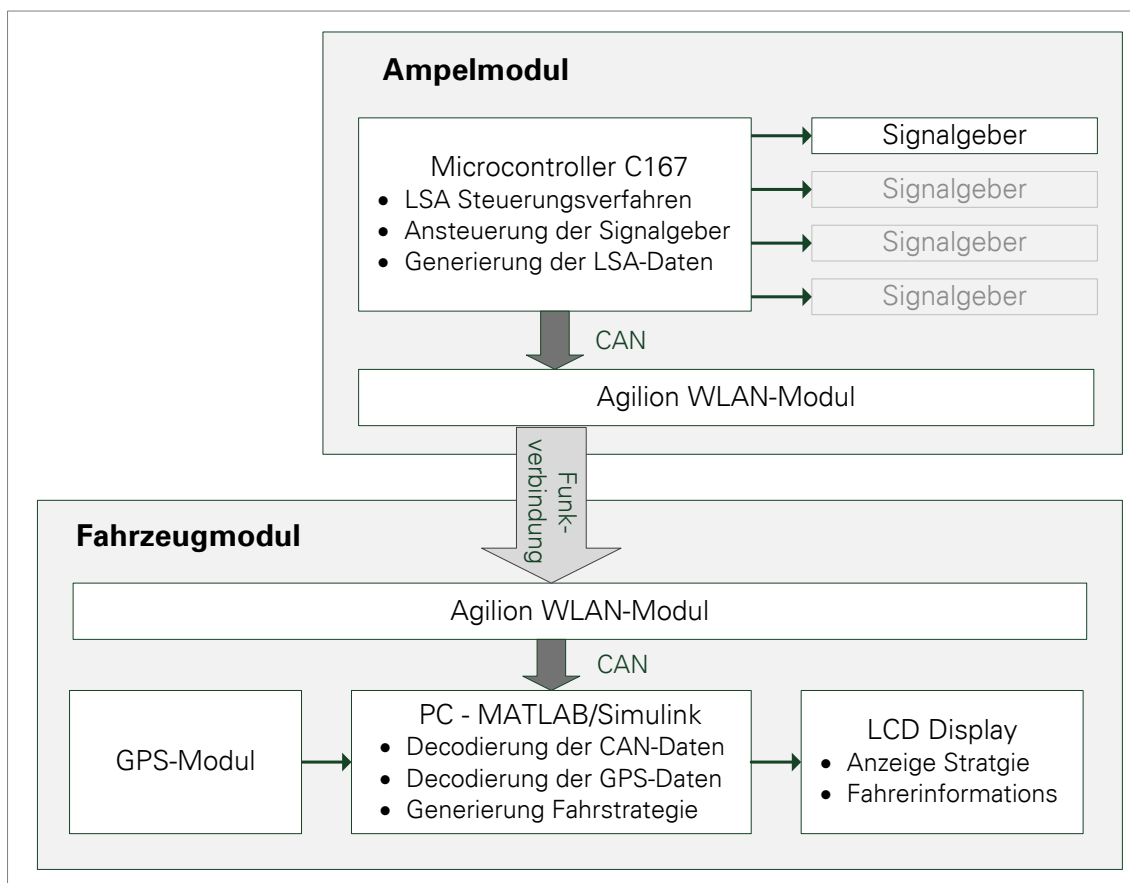 Ampelmodul
Microcontroller C167
• LSA Steuerungsverfahren
• Ansteuerung der Signalgeber
• Generierung der LSA-Daten
Signalgeber
Signalgeber
Signalgeber
Signalgeber
CAN
Agilion WLAN-Modul
Funk-
verbindung
Fahrzeugmodul
Agilion WLAN-Modul
CAN
GPS-Modul
PC - MATLAB/Simulink
• Decodierung der CAN-Daten
• Decodierung der GPS-Daten
• Generierung Fahrstrategie
LCD Display
• Anzeige Stratgie
• Fahrerinformations